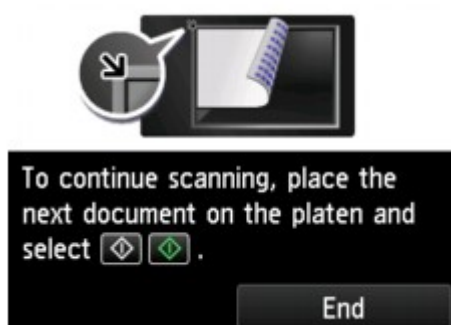 To continue scanning, place the
next document on the platen and
select .
End